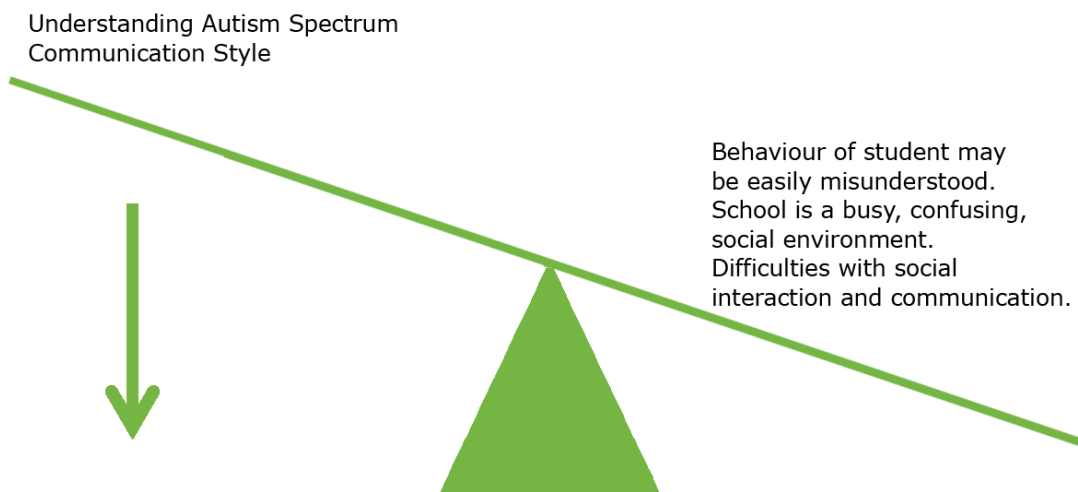 Understanding Autism Spectrum
Communication Style
Behaviour of student may
be easily misunderstood.
School is a busy, confusing,
social environment.
Difficulties with social
interaction and communication.